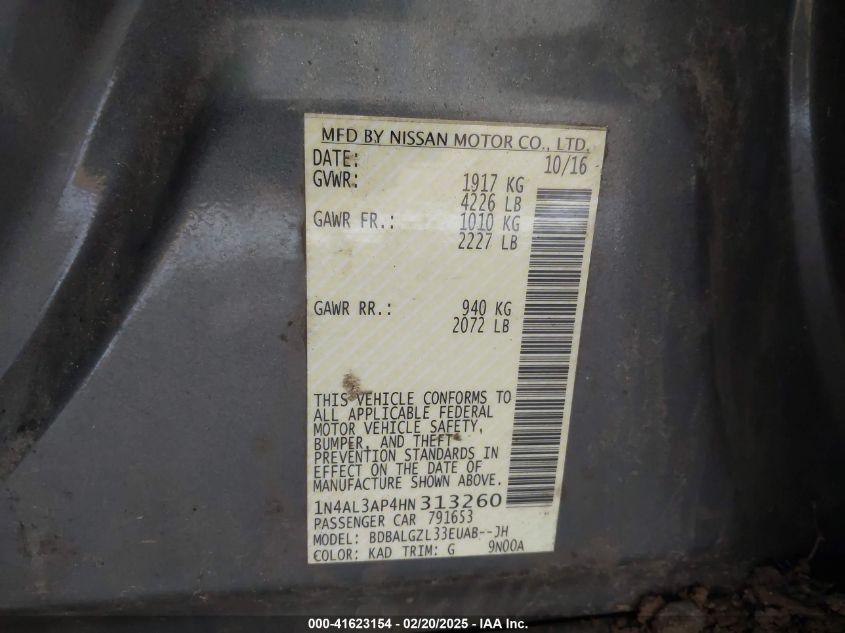 MFD BY NISSAN MOTOR CO., LTD.
DATE: 10/16
GVWR: 1917 KG
4226 LB
GAWR FR.: 1010 KG
2227 LB
GAWR RR.: 940 KG
2072 LB
THIS VEHICLE CONFORMS TO
ALL APPLICABLE FEDERAL
MOTOR VEHICLE SAFETY,
BUMPER, AND THEFT
PREVENTION STANDARDS IN
EFFECT ON THE DATE OF
MANUFACTURE SHOWN ABOVE.
1N4AL3AP4HN313260
PASSENGER CAR 791653
MODEL: BDBALGZL33EUAB--JH
COLOR: KAD TRIM: G 9N00A
000-41623154 - 02/20/2025 - IAA Inc.